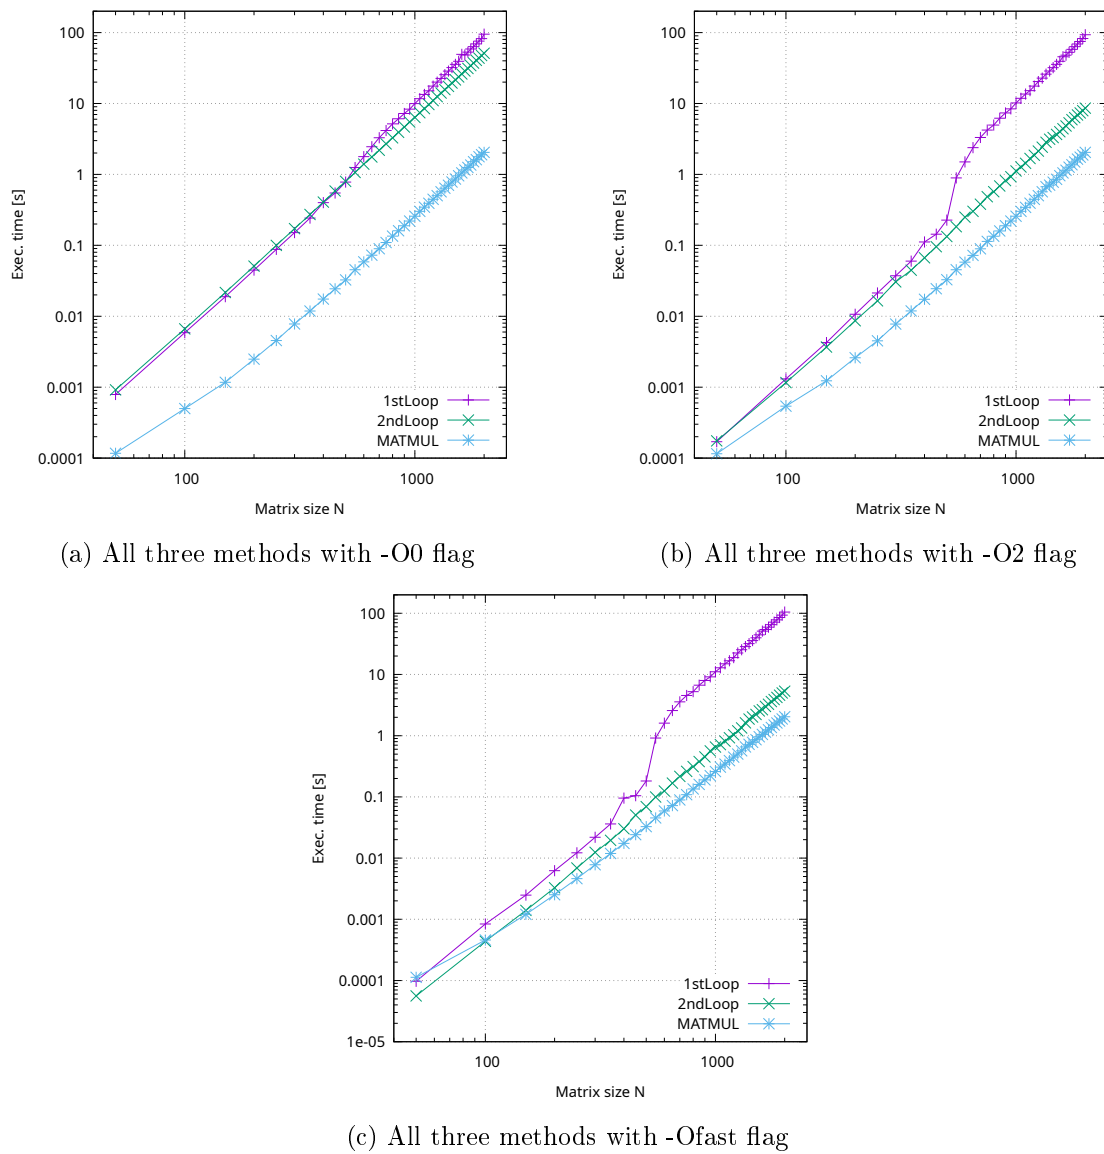 100
10
1
0.1
0.01
0.001
0.0001
Exec. time [s]
100 1000
Matrix size N
1stLoop
2ndLoop
MATMUL
(a) All three methods with -O0 flag
100
10
1
0.1
0.01
0.001
0.0001
Exec. time [s]
100 1000
Matrix size N
1stLoop
2ndLoop
MATMUL
(b) All three methods with -O2 flag
100
10
1
0.1
0.01
0.001
0.0001
1e-05
Exec. time [s]
100 1000
Matrix size N
1stLoop
2ndLoop
MATMUL
(c) All three methods with -Ofast flag